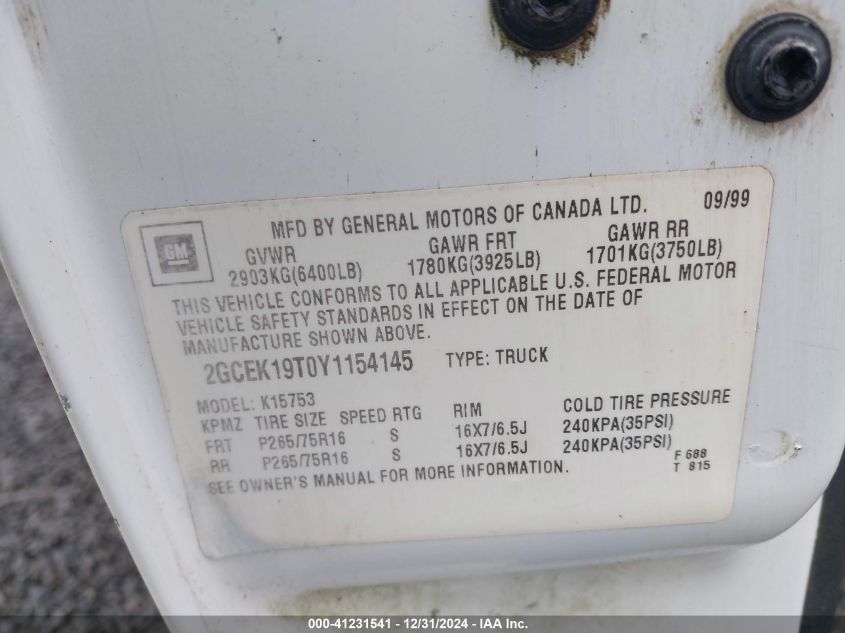 MFD BY GENERAL MOTORS OF CANADA LTD. 09/99
GM
GVWR GAWR FRT GAWR RR
2903KG(6400LB) 1780KG(3925LB) 1701KG(3750LB)
THIS VEHICLE CONFORMS TO ALL APPLICABLE U.S. FEDERAL MOTOR
VEHICLE SAFETY STANDARDS IN EFFECT ON THE DATE OF
MANUFACTURE SHOWN ABOVE.
2GCEK19T0Y1154145 TYPE: TRUCK
MODEL: K15753
KPMZ TIRE SIZE SPEED RTG RIM COLD TIRE PRESSURE
FRT P265/75R16 S 16X7/6.5J 240KPA(35PSI)
RR P265/75R16 S 16X7/6.5J 240KPA(35PSI)
SEE OWNER'S MANUAL FOR MORE INFORMATION.
F 688
T 815
000-41231541 - 12/31/2024 - IAA Inc.